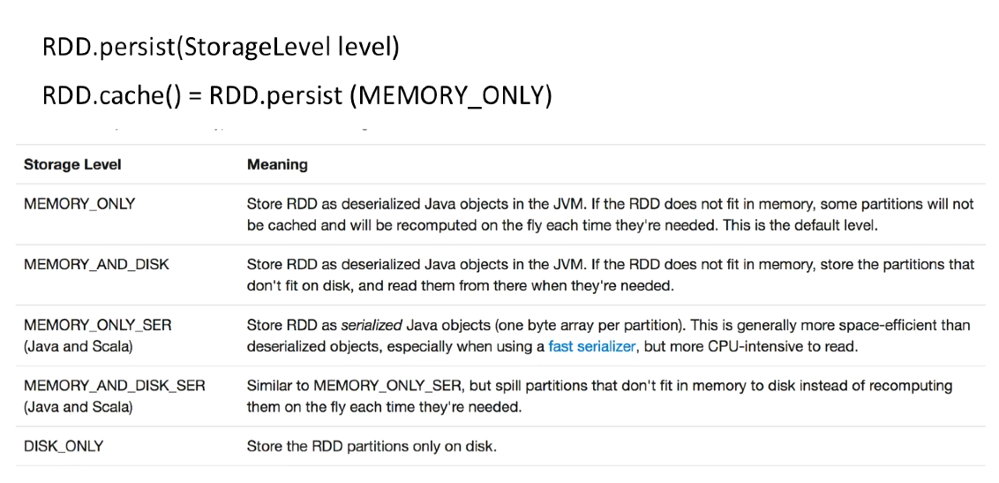 RDD.persist(StorageLevel level)
RDD.cache() = RDD.persist (MEMORY_ONLY)
Storage Level Meaning
MEMORY_ONLY Store RDD as deserialized Java objects in the JVM. If the RDD does not fit in memory, some partitions will not
be cached and will be recomputed on the fly each time they're needed. This is the default level.
MEMORY_AND_DISK Store RDD as deserialized Java objects in the JVM. If the RDD does not fit in memory, store the partitions that
don't fit on disk, and read them from there when they're needed.
MEMORY_ONLY_SER Store RDD as serialized Java objects (one byte array per partition). This is generally more space-efficient than
(Java and Scala) deserialized objects, especially when using a fast serializer, but more CPU-intensive to read.
MEMORY_AND_DISK_SER Similar to MEMORY_ONLY_SER, but spill partitions that don't fit in memory to disk instead of recomputing
(Java and Scala) them on the fly each time they're needed.
DISK_ONLY Store the RDD partitions only on disk.